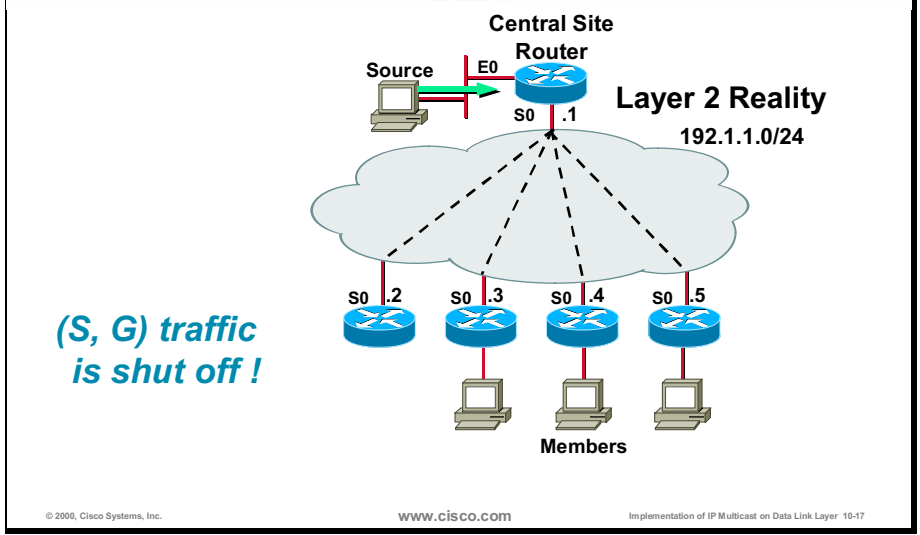 Central Site
Router
Source
E0
S0 .1
Layer 2 Reality
192.1.1.0/24
S0 .2
S0 .3
S0 .4
S0 .5
(S, G) traffic
is shut off !
Members
© 2000, Cisco Systems, Inc.
www.cisco.com
Implementation of IP Multicast on Data Link Layer 10-17